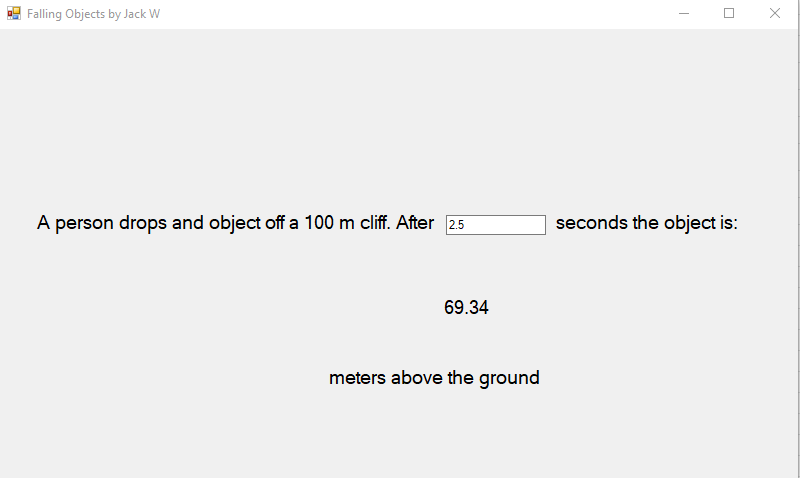 Falling Objects by Jack W
A person drops and object off a 100 m cliff. After 2.5 seconds the object is:
69.34
meters above the ground